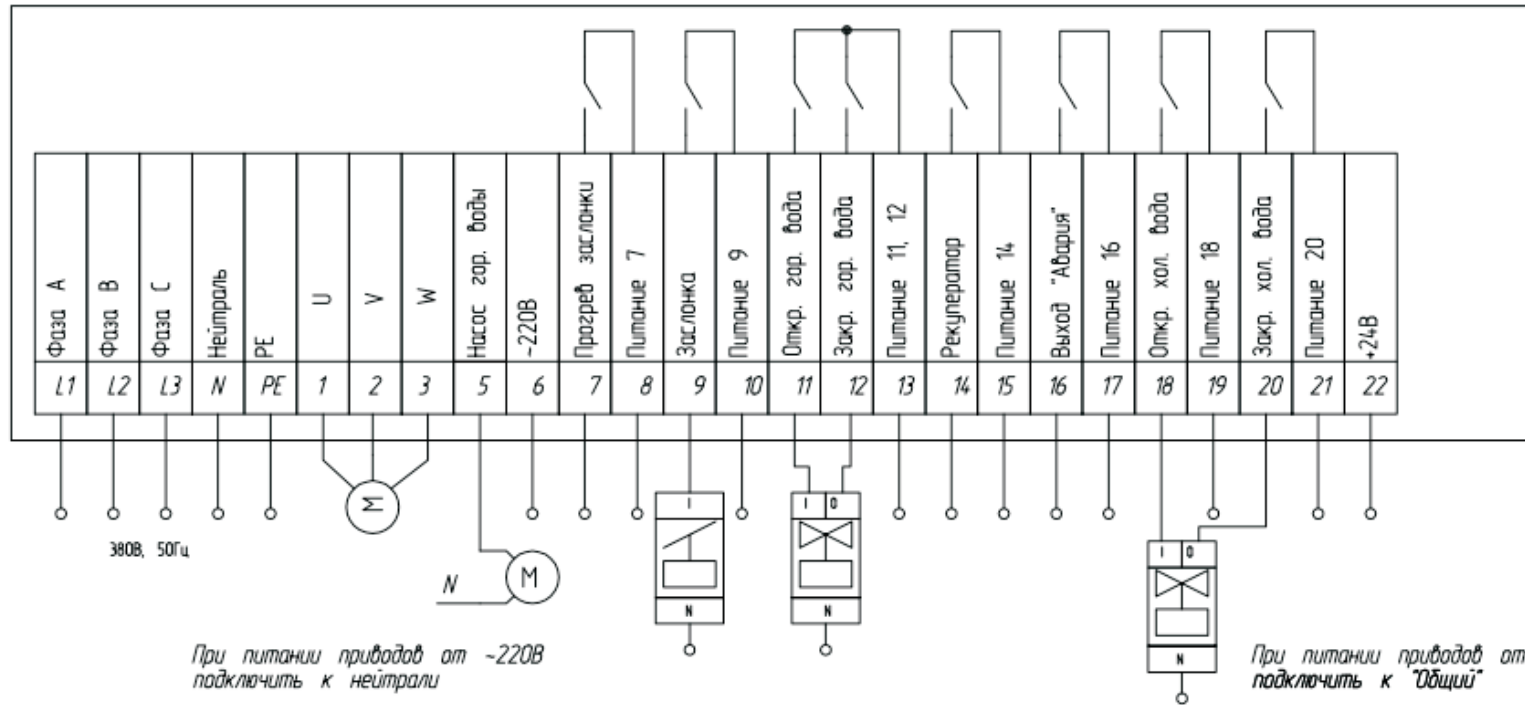 Фаза А
Фаза В
Фаза С
Нейтраль
PE
U
V
W
Насос гор. воды
~220В
Прогрев заслонки
Питание 7
Заслонка
Питание 9
Откр. гор. вода
Закр. гор. вода
Питание 11, 12
Рекуператор
Питание 14
Выход "Авария"
Питание 16
Откр. хол. вода
Питание 18
Закр. хол. вода
Питание 20
+24В
L1 L2 L3 N PE 1 2 3 5 6 7 8 9 10 11 12 13 14 15 16 17 18 19 20 21 22
380В, 50Гц
M
N
M
I
N
I 0
N
I 0
N
При питании приводов от ~220В
подключить к нейтрали
При питании приводов от
подключить к "Общий"